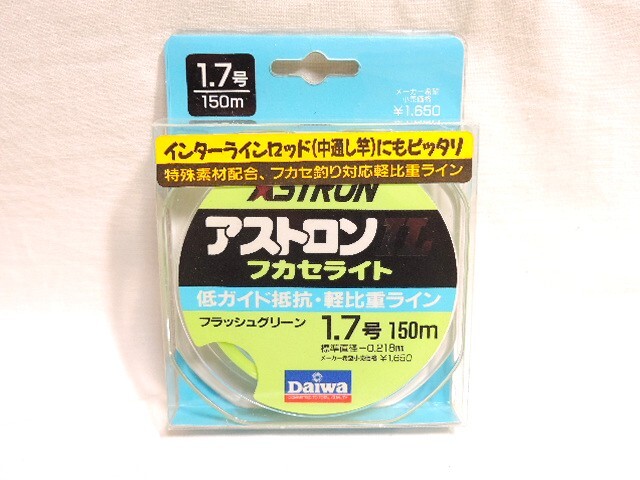 1.7号
150m
メーカー希望
小売価格
¥1,650
インターラインロッド(中通し竿)にもピッタリ
特殊素材配合、フカセ釣り対応軽比重ライン
ASTRON
アストロンIL
フカセライト
低ガイド抵抗・軽比重ライン
フラッシュグリーン
1.7号 150m
標準直径=0.218mm
メーカー希望小売価格 ¥1,650
Daiwa